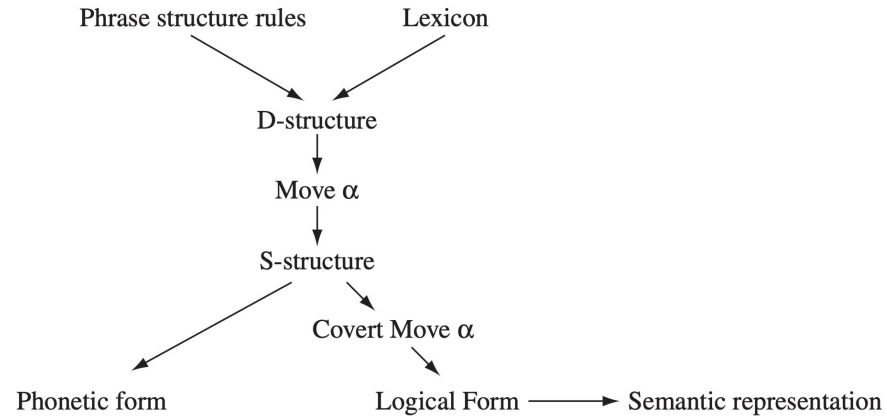 Phrase structure rules Lexicon
D-structure
Move α
S-structure
Covert Move α
Phonetic form Logical Form Semantic representation